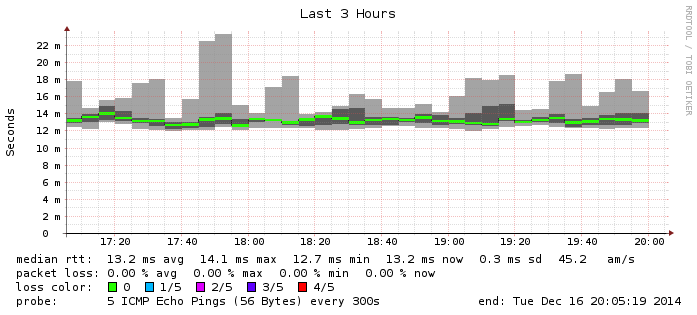 Last 3 Hours
RRDTOOL / TOBI OETIKER
Seconds
22 m
20 m
18 m
16 m
14 m
12 m
10 m
8 m
6 m
4 m
2 m
0
17:20 17:40 18:00 18:20 18:40 19:00 19:20 19:40 20:00
median rtt: 13.2 ms avg 14.1 ms max 12.7 ms min 13.2 ms now 0.3 ms sd 45.2 am/s
packet loss: 0.00 % avg 0.00 % max 0.00 % min 0.00 % now
loss color: 0 1/5 2/5 3/5 4/5
probe: 5 ICMP Echo Pings (56 Bytes) every 300s end: Tue Dec 16 20:05:19 2014